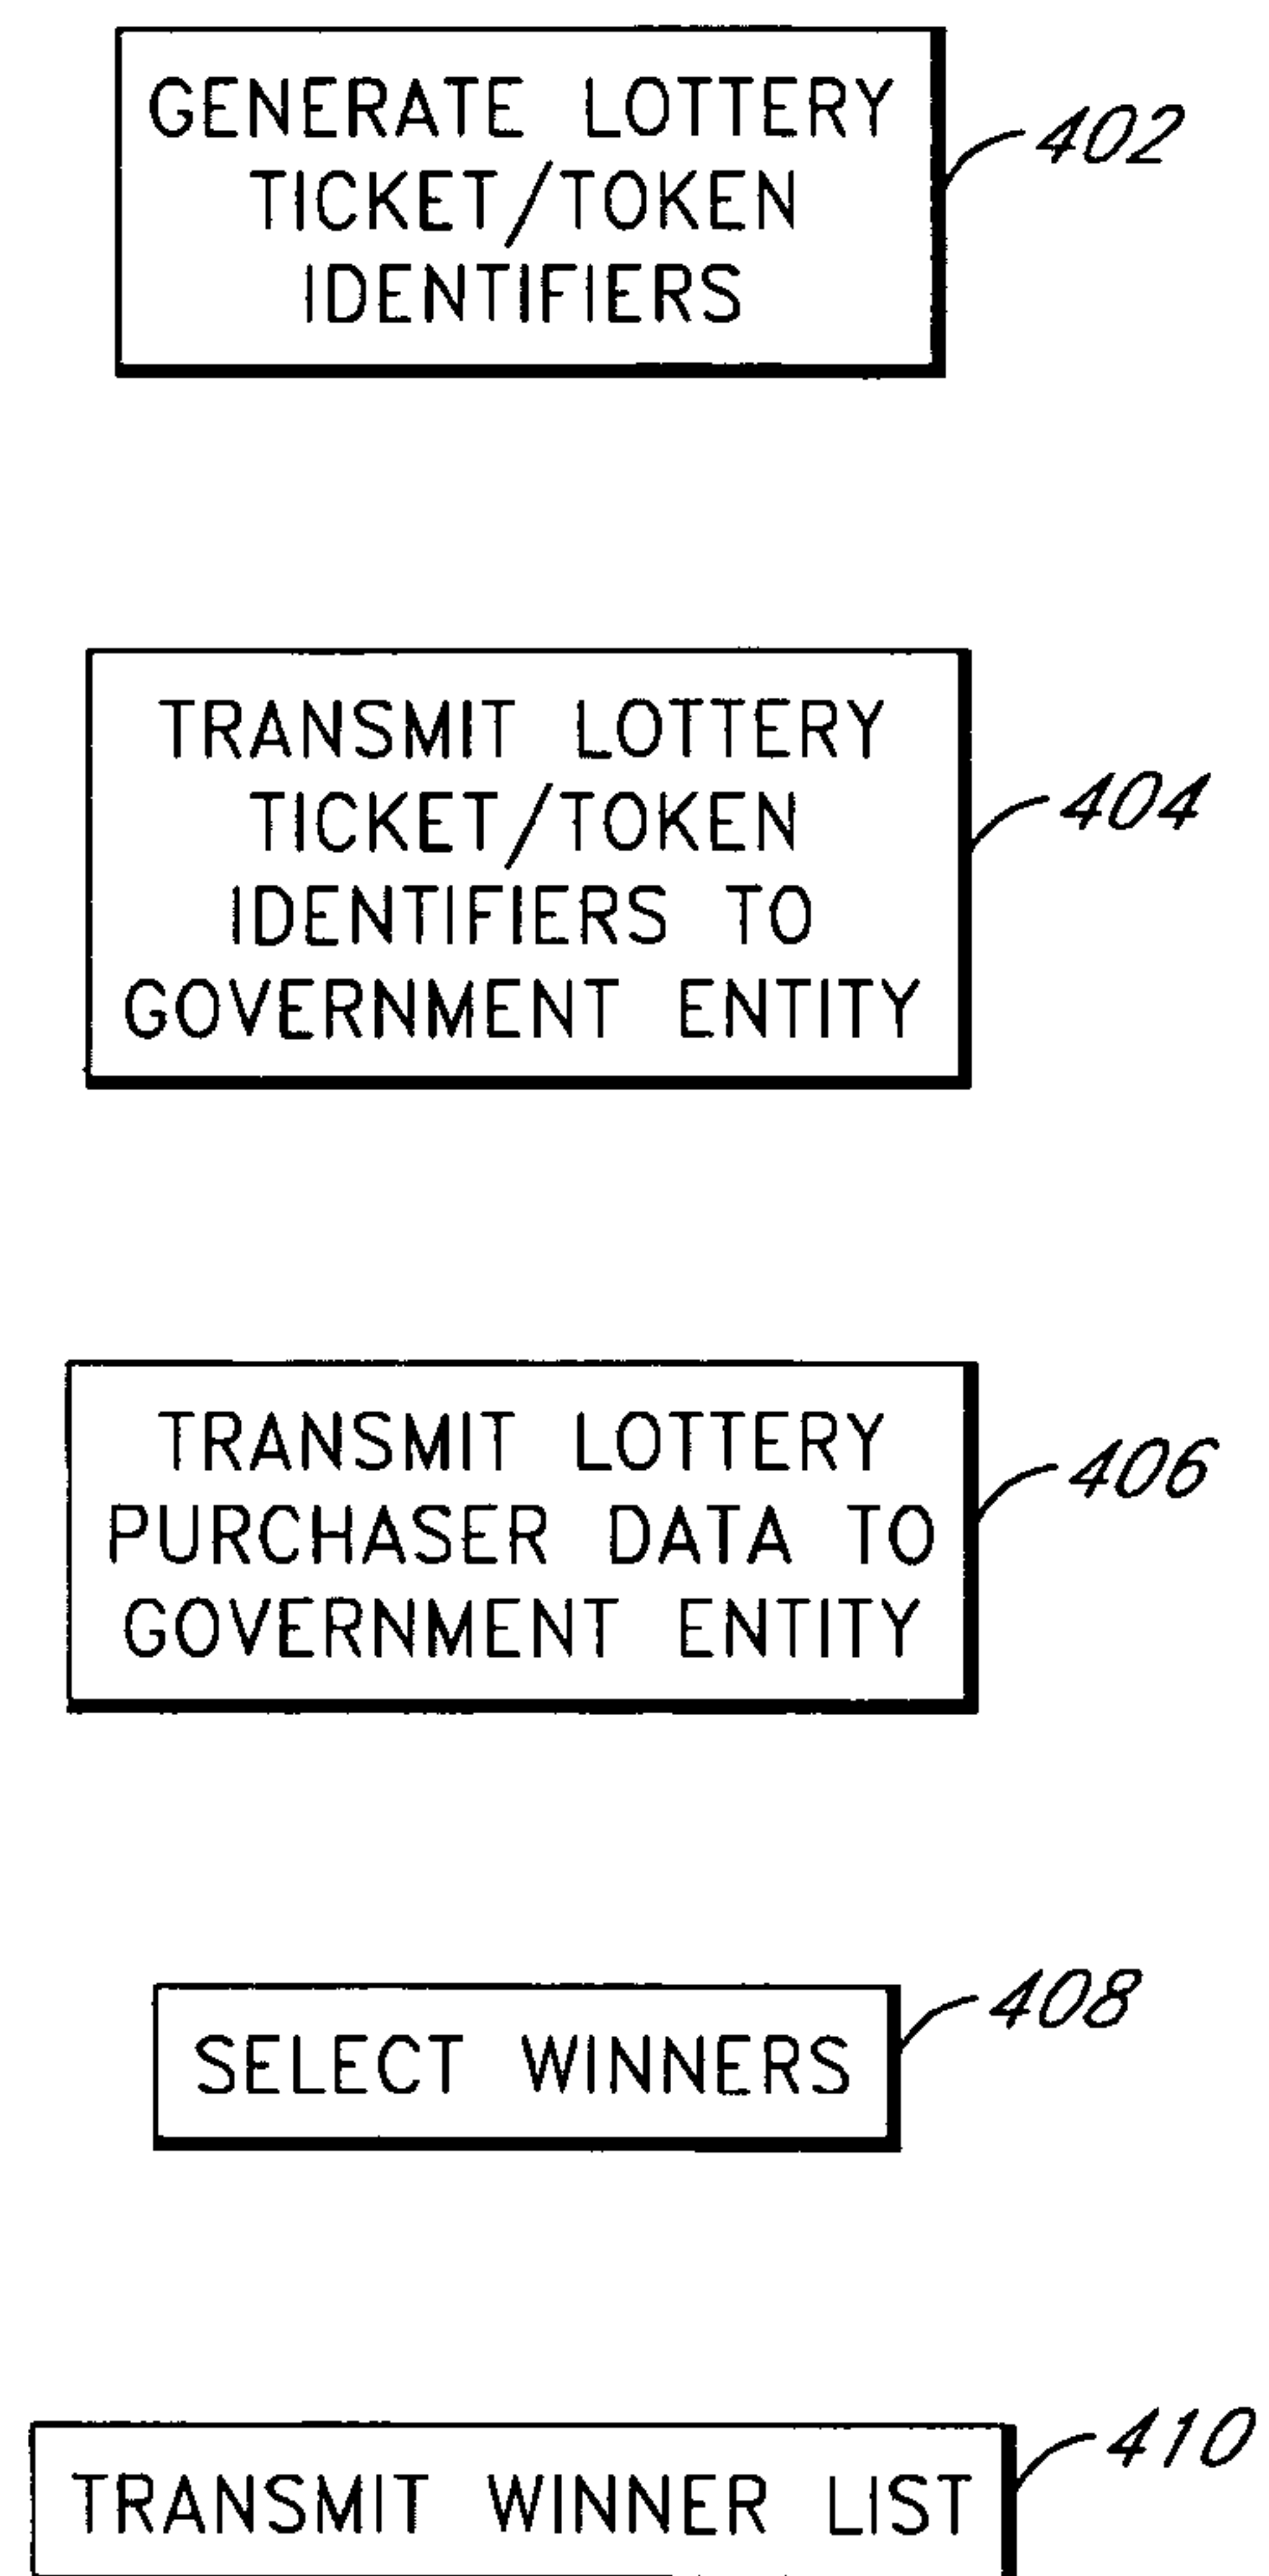 GENERATE LOTTERY
TICKET/TOKEN
IDENTIFIERS
402
TRANSMIT LOTTERY
TICKET/TOKEN
IDENTIFIERS TO
GOVERNMENT ENTITY
404
TRANSMIT LOTTERY
PURCHASER DATA TO
GOVERNMENT ENTITY
406
SELECT WINNERS
408
TRANSMIT WINNER LIST
410